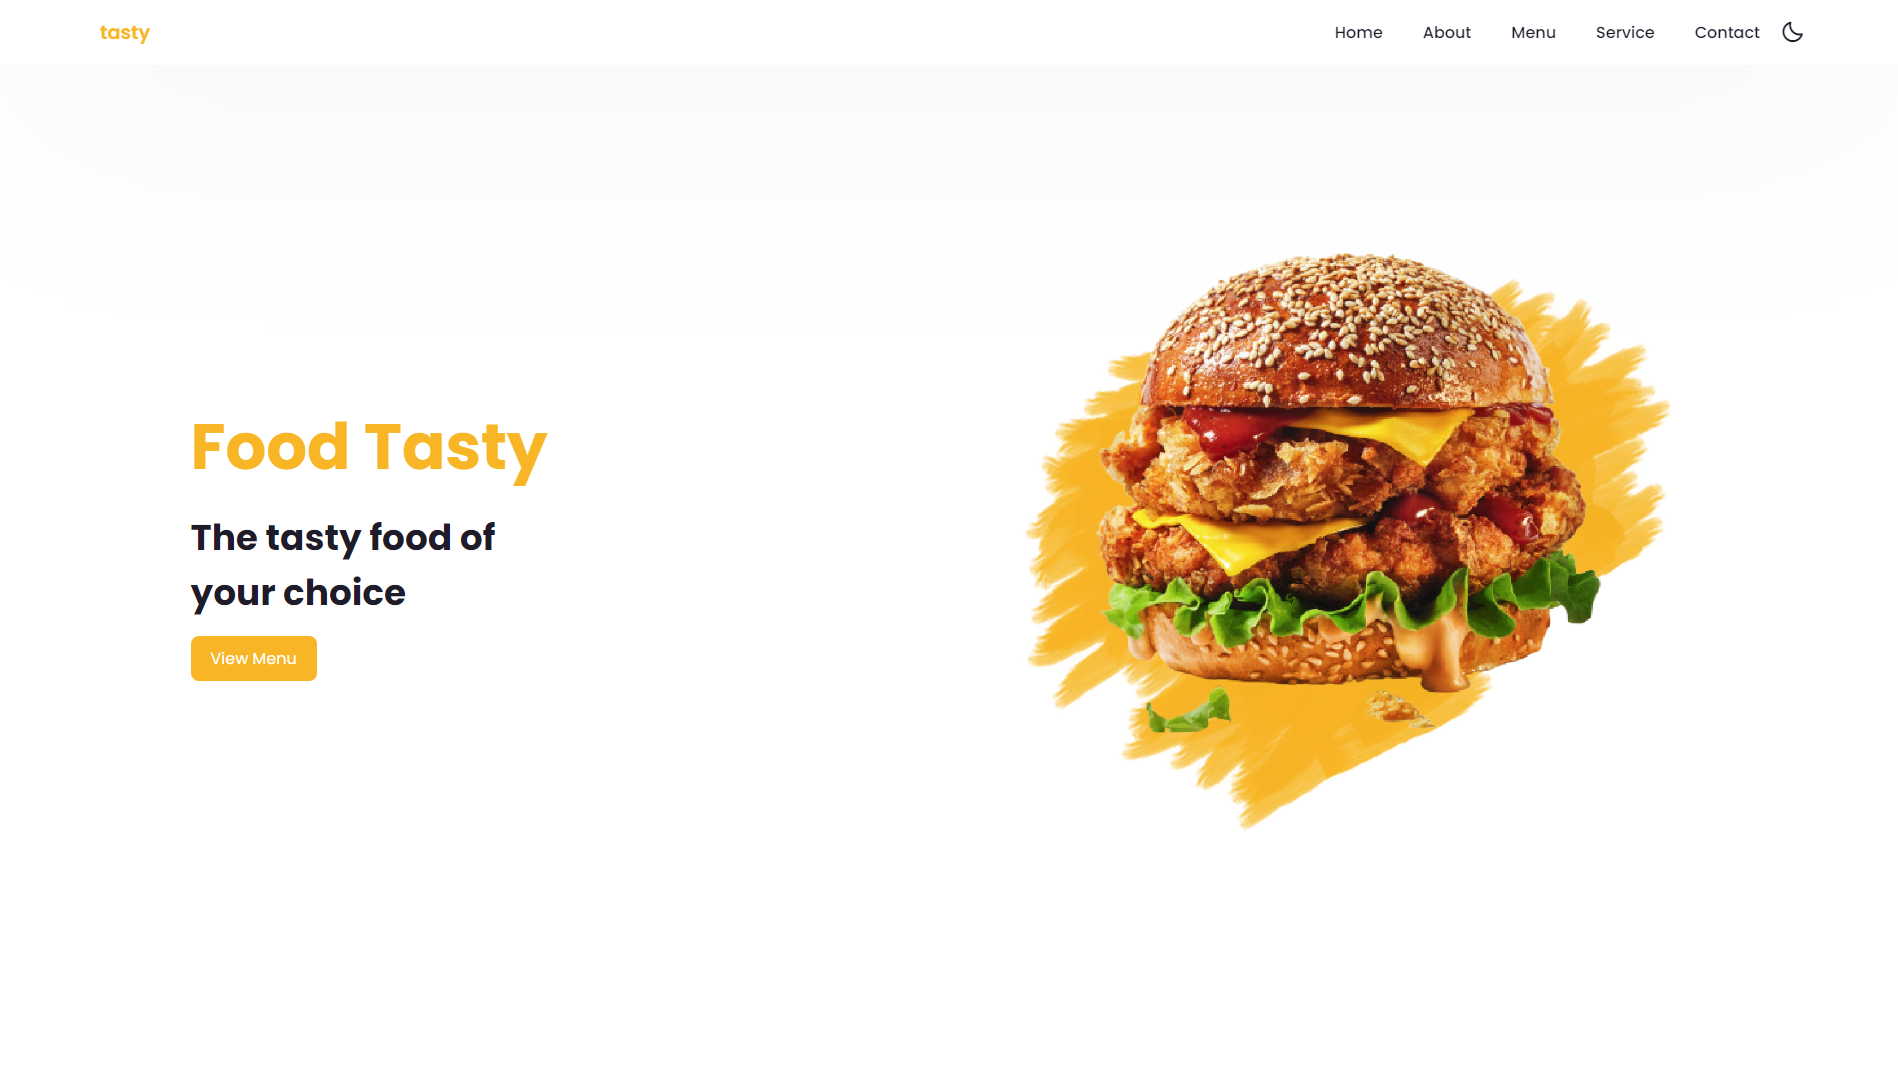 tasty
Home About Menu Service Contact
Food Tasty
The tasty food of
your choice
View Menu